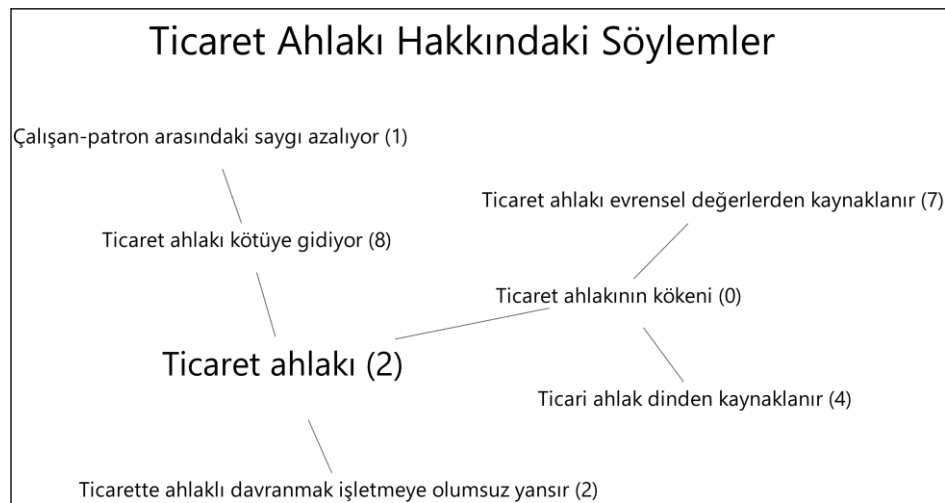 Ticaret Ahlakı Hakkındaki Söylemler
Çalışan-patron arasındaki saygı azalıyor (1)
Ticaret ahlakı evrensel değerlerden kaynaklanır (7)
Ticaret ahlakı kötüye gidiyor (8)
Ticaret ahlakının kökeni (0)
Ticaret ahlakı (2)
Ticari ahlak dinden kaynaklanır (4)
Ticarette ahlaklı davranmak işletmeye olumsuz yansır (2)